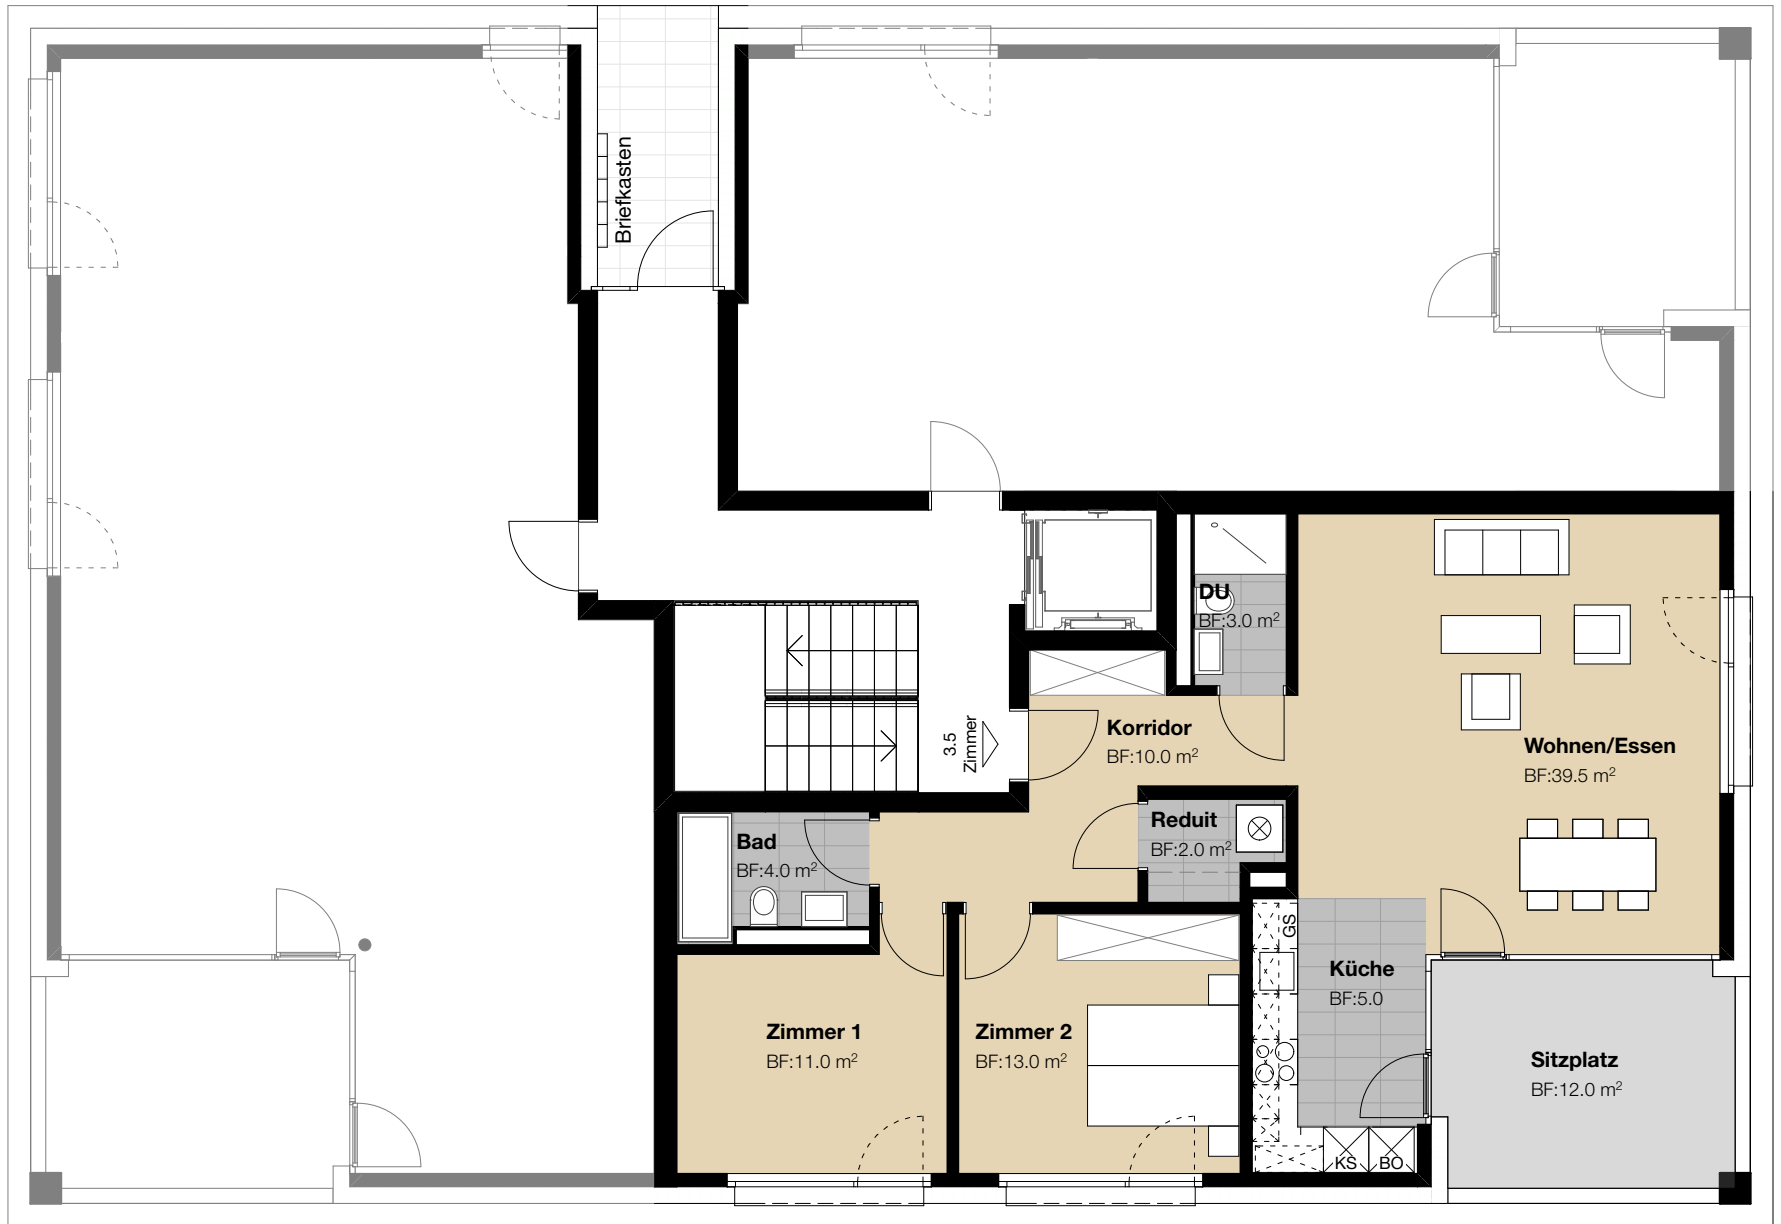 Briefkasten
DU
BF:3.0 m²
3.5
Zimmer
Korridor
BF:10.0 m²
Wohnen/Essen
BF:39.5 m²
Bad
BF:4.0 m²
Reduit
BF:2.0 m²
GS
Küche
BF:5.0
Zimmer 1
BF:11.0 m²
Zimmer 2
BF:13.0 m²
Sitzplatz
BF:12.0 m²
KS
BO